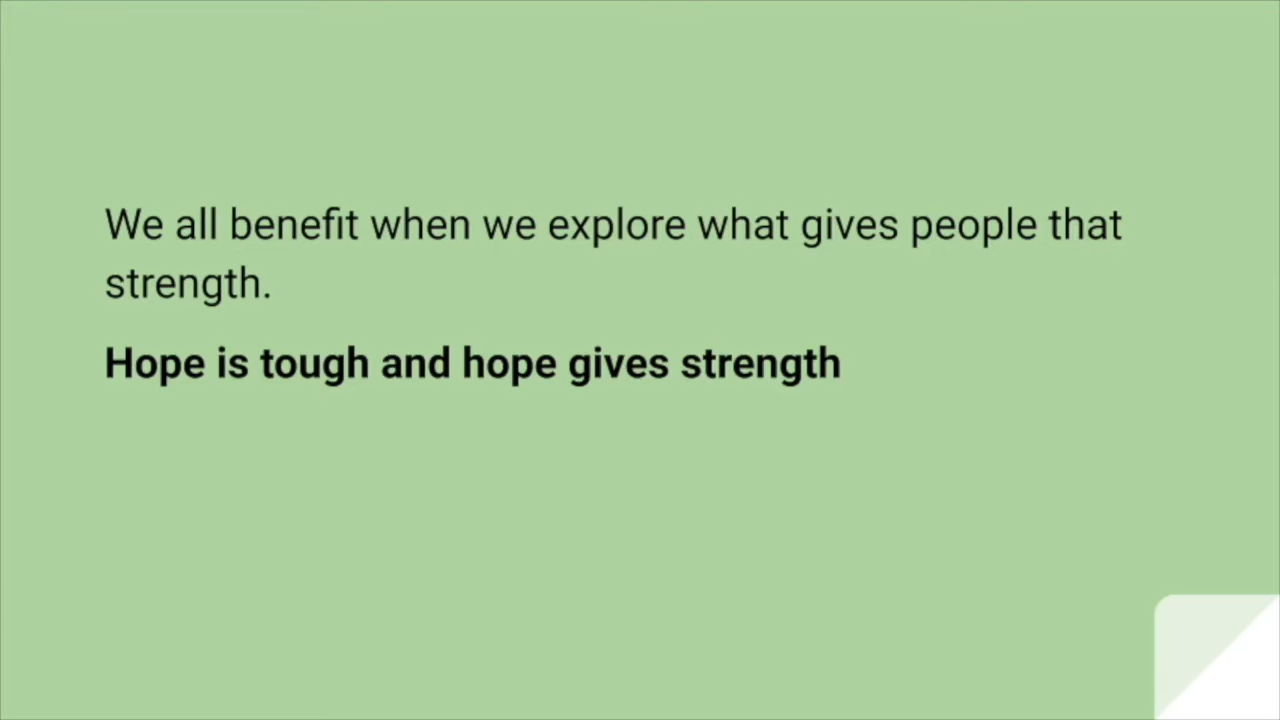 We all benefit when we explore what gives people that
strength.
Hope is tough and hope gives strength